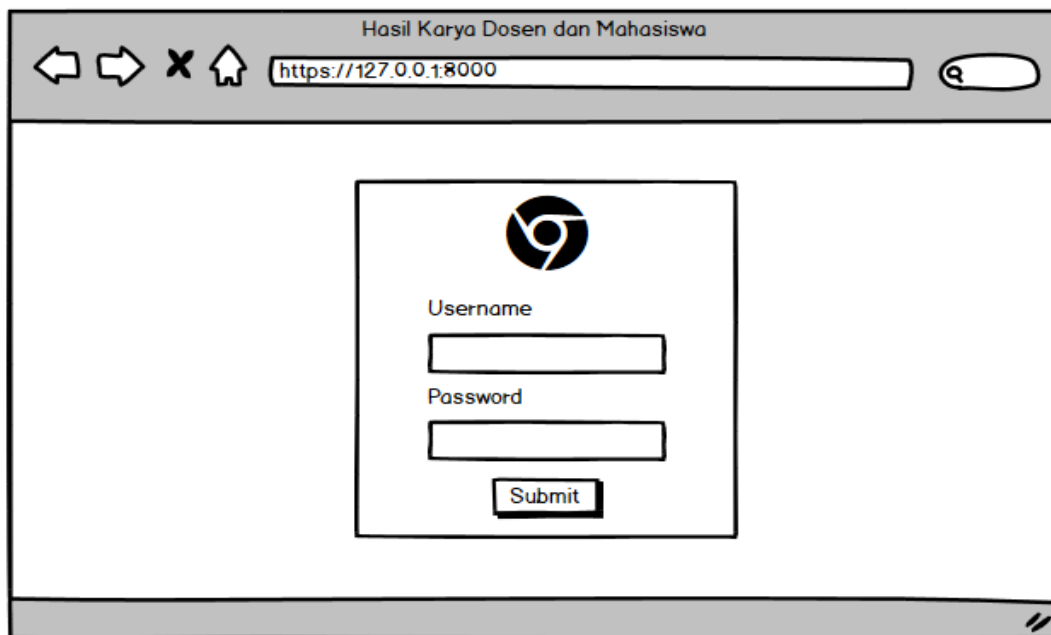 Hasil Karya Dosen dan Mahasiswa
https://127.0.0.1:8000
Username
Password
Submit